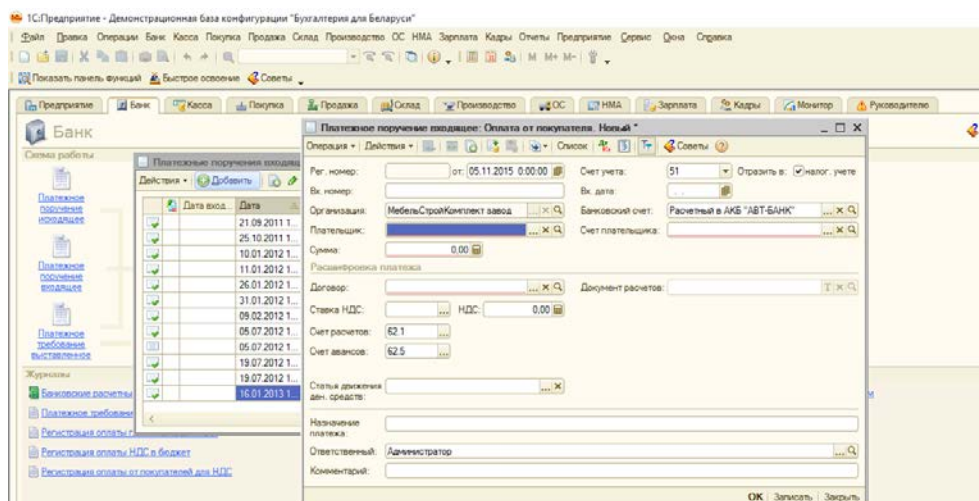 1С:Предприятие - Демонстрационная база конфигурации "Бухгалтерия для Беларуси"
Файл Правка Операции Банк Касса Покупка Продажа Склад Производство ОС НМА Зарплата Кадры Отчеты Предприятие Сервис Окна Справка
M M+ M-
Показать панель функций Быстрое освоение Советы
Предприятие Банк Касса Покупка Продажа Склад Производство ОС НМА Зарплата Кадры Монитор Руководителю
Банк
Схема работы
Платежное поручение исходящее
Платежное поручение входящее
Платежное требование выставленное
Журналы
Банковские расчетны
Платежное требовани
Регистрация оплаты
Регистрация оплаты НДС в бюджет
Регистрация оплаты от покупателей для НДС
Платежные поручения входящ
Действия Добавить
Дата вход... Дата
21.09.2011 1...
25.10.2011 1...
10.01.2012 1...
11.01.2012 1...
26.01.2012 1...
31.01.2012 1...
09.02.2012 1...
05.07.2012 1...
05.07.2012 1...
19.07.2012 1...
19.07.2012 1...
16.01.2013 1...
Платежное поручение входящее: Оплата от покупателя. Новый *
Операция Действия Список Советы
Рег. номер: от: 05.11.2015 0:00:00 Счет учета: 51 Отразить в: налог. учете
Вх. номер: Вх. дата: . .
Организация: МебельСтройКомплект завод Банковский счет: Расчетный в АКБ "АВТ-БАНК"
Плательщик: Счет плательщика:
Сумма: 0,00
Расшифровка платежа
Договор: Документ расчетов:
Ставка НДС: НДС: 0,00
Счет расчетов: 62.1
Счет авансов: 62.5
Статья движения ден. средств:
Назначение платежа:
Ответственный: Администратор
Комментарий:
OK Записать Закрыть